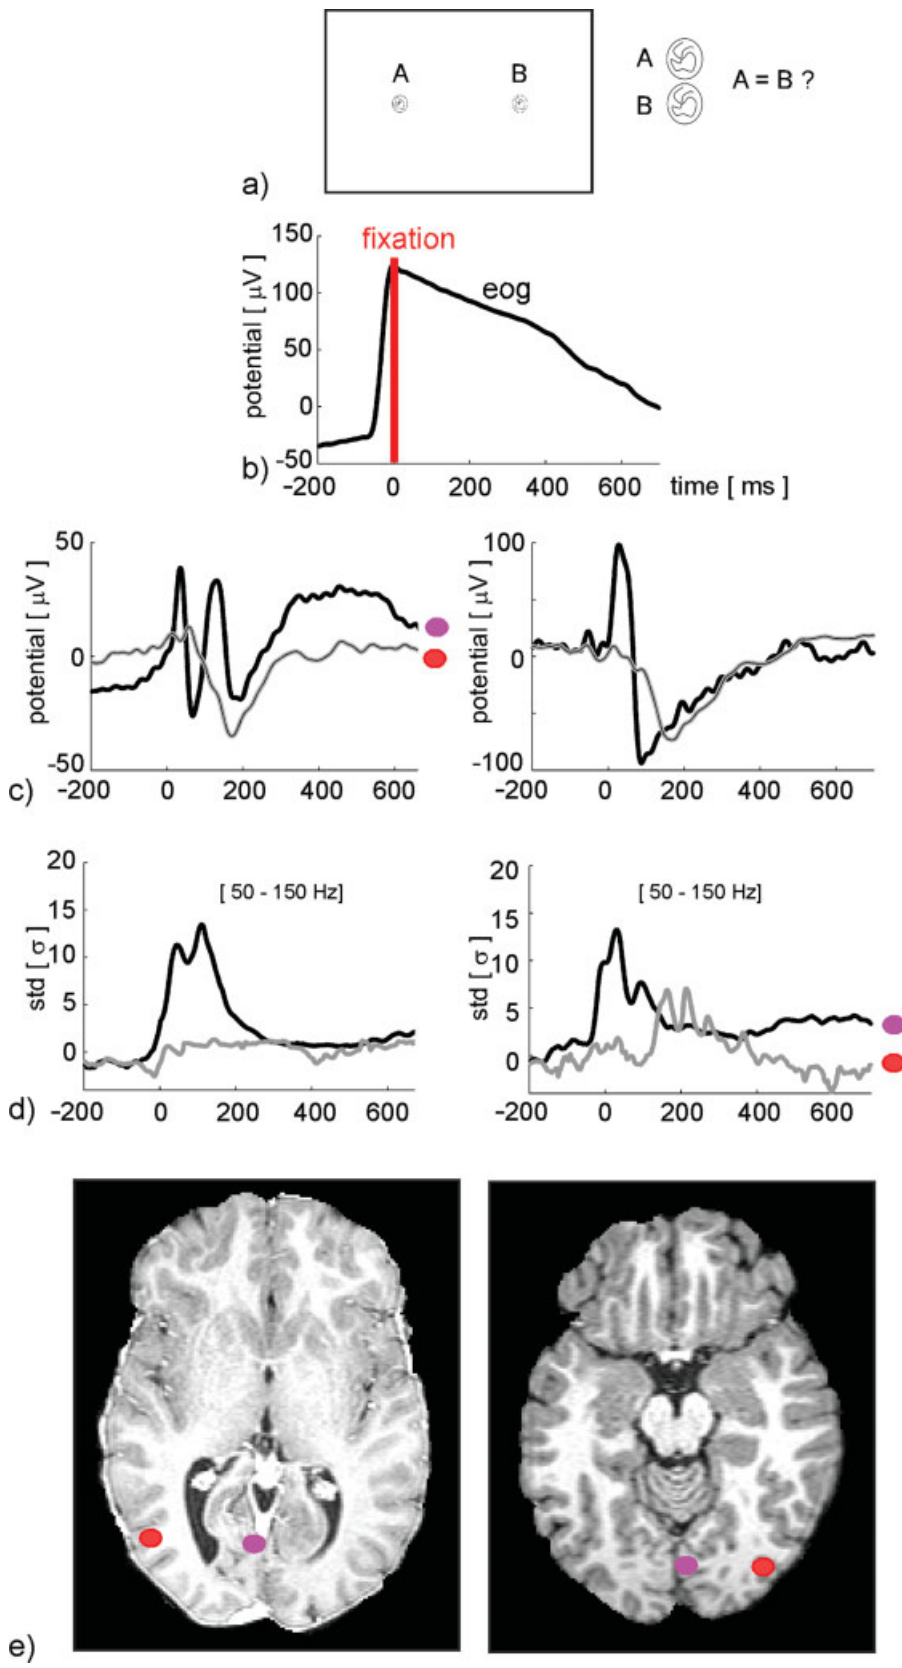 A B
A
B
A = B ?
a)
150
100
50
0
-50
potential [ µV ]
fixation
eog
b)
-200 0 200 400 600 time [ ms ]
50
0
-50
potential [ µV ]
c)
-200 0 200 400 600
100
0
-100
potential [ µV ]
-200 0 200 400 600
20
15
10
5
0
std [ σ ]
[ 50 - 150 Hz]
d)
-200 0 200 400 600
20
15
10
5
0
std [ σ ]
[ 50 - 150 Hz]
-200 0 200 400 600
e)